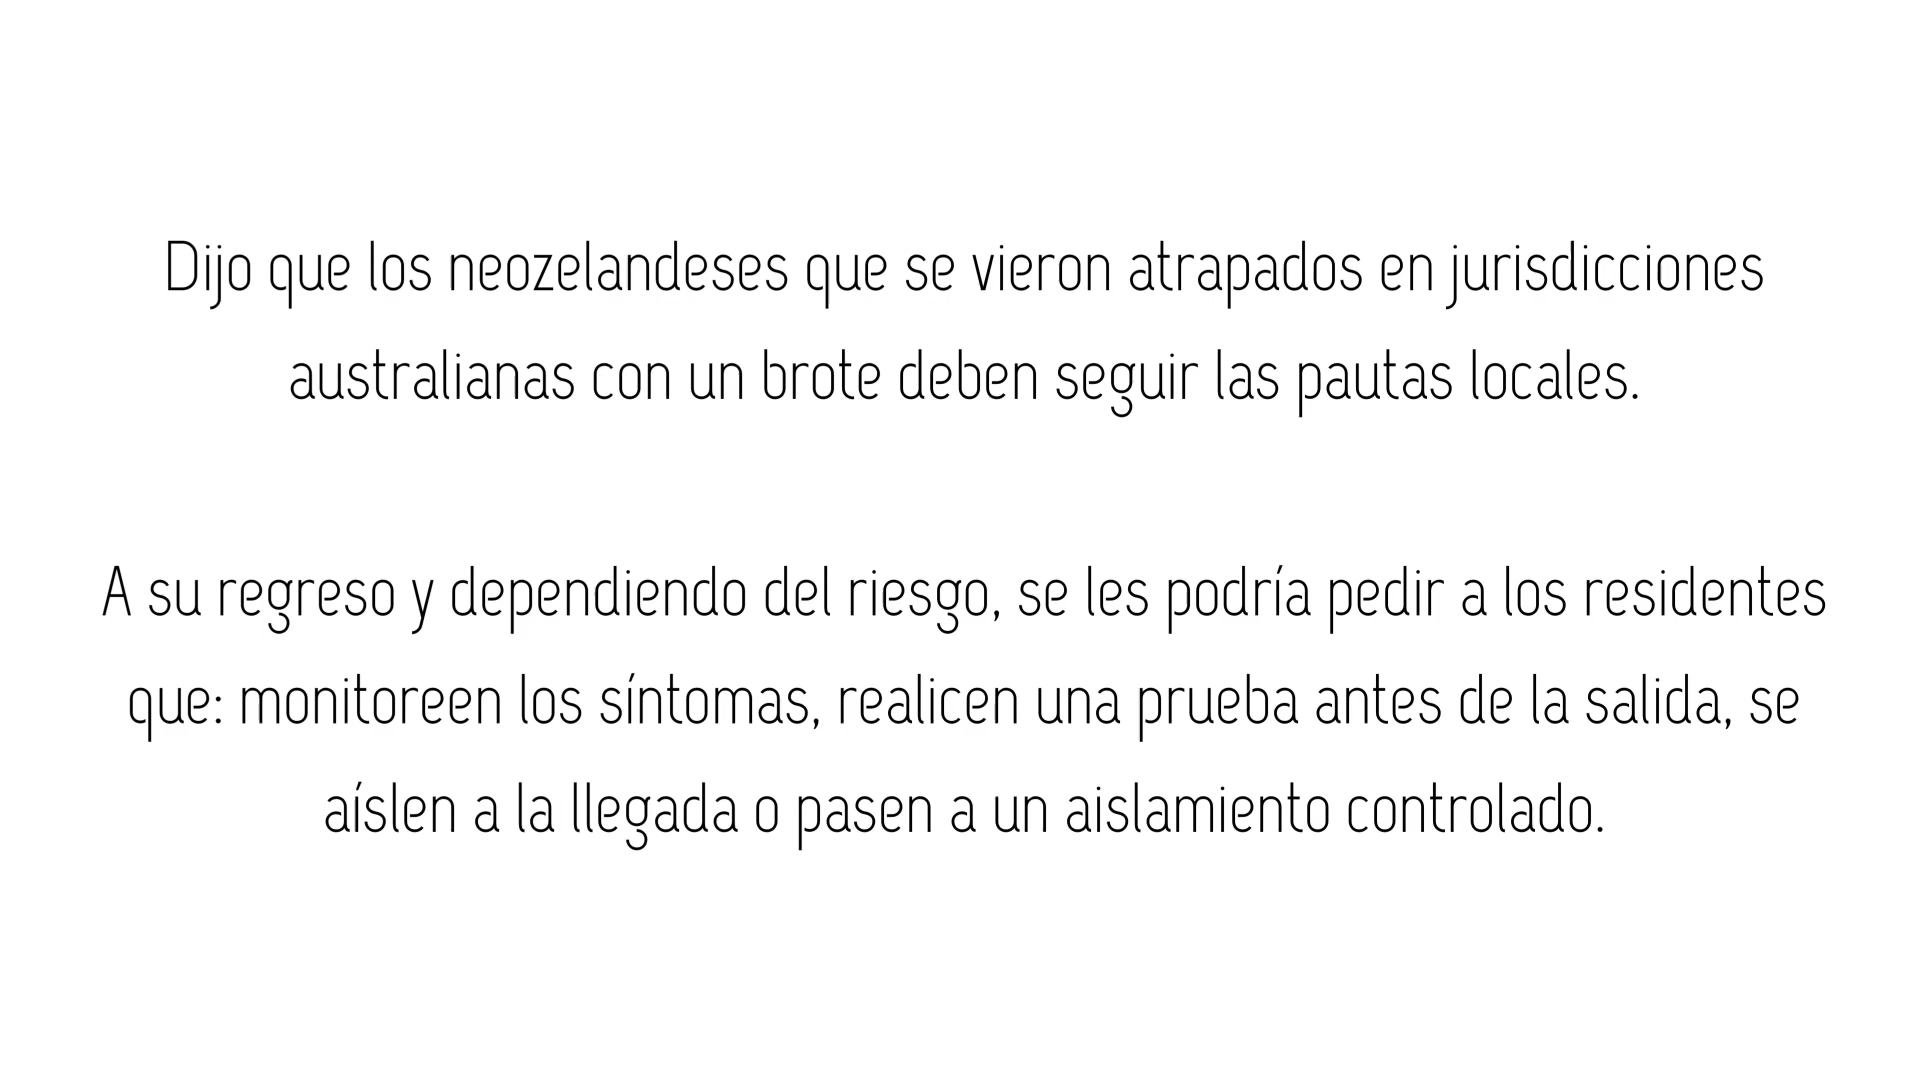 Dijo que los neozelandeses que se vieron atrapados en jurisdicciones
australianas con un brote deben seguir las pautas locales.
A su regreso y dependiendo del riesgo, se les podría pedir a los residentes
que: monitoreen los síntomas, realicen una prueba antes de la salida, se
aíslen a la llegada o pasen a un aislamiento controlado.